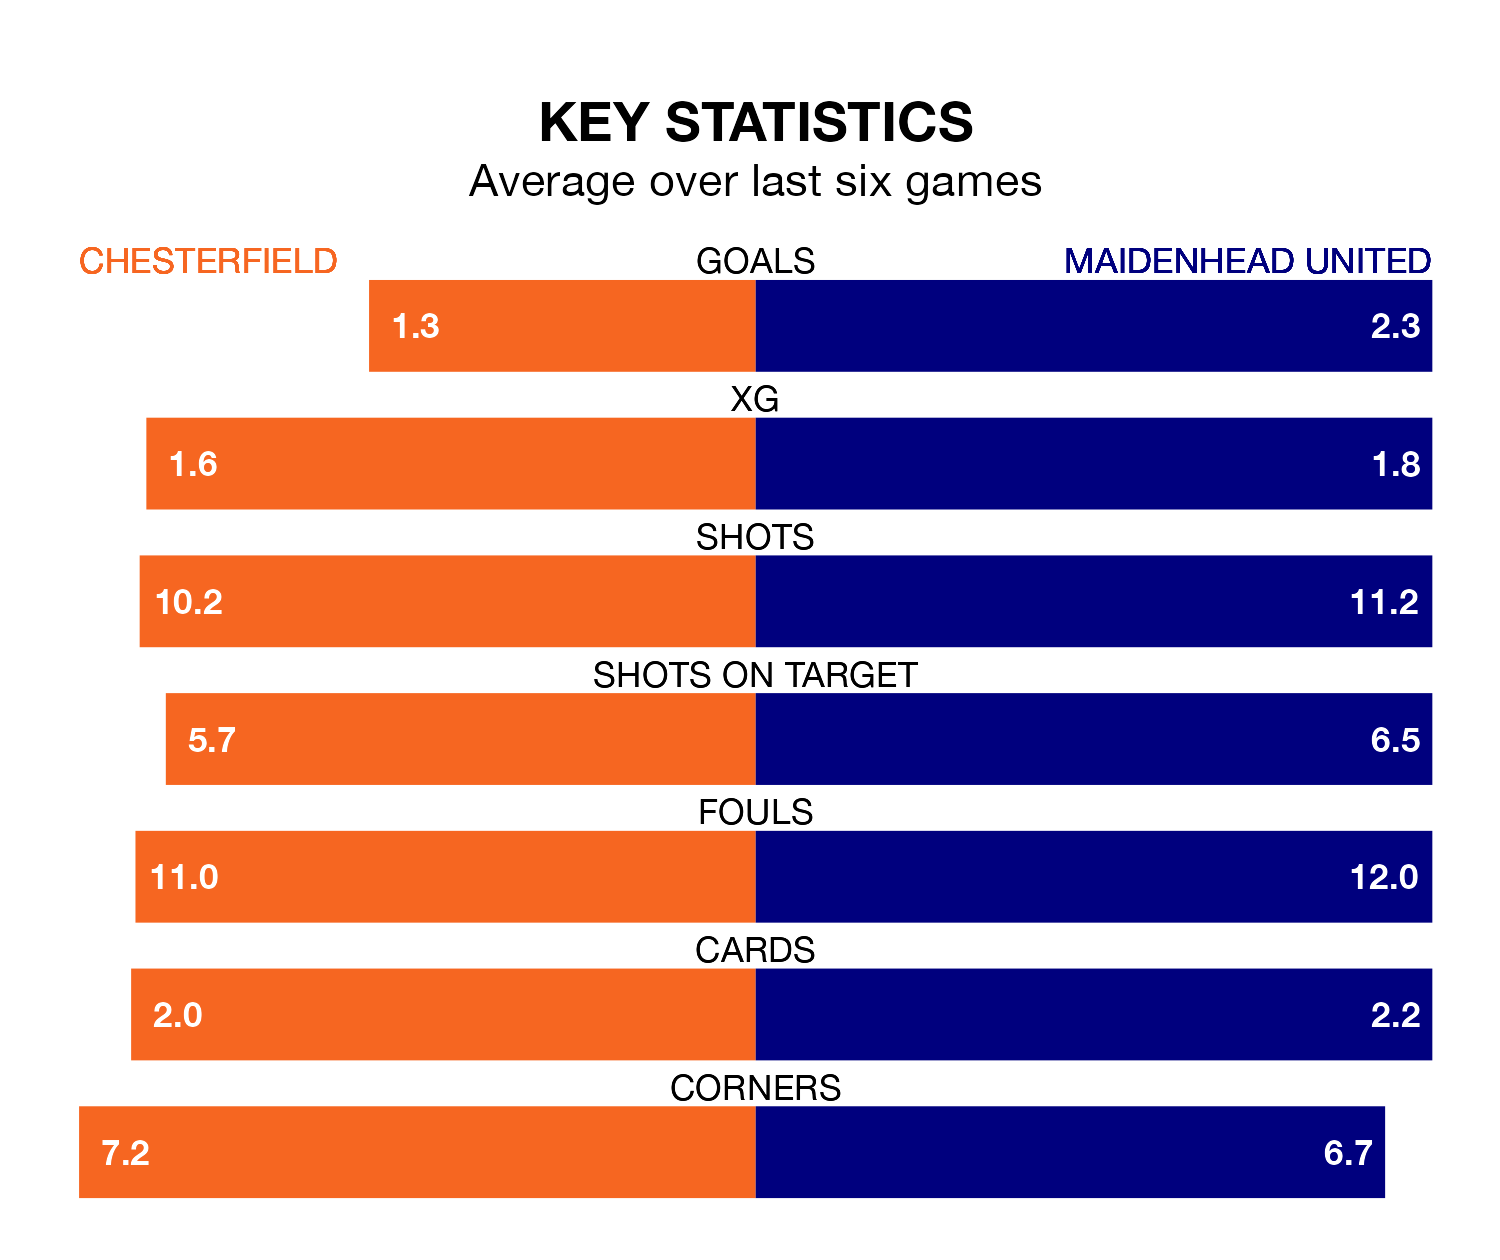 KEY STATISTICS
Average over last six games
CHESTERFIELD GOALS MAIDENHEAD UNITED
1.3 2.3
XG
1.6 1.8
SHOTS
10.2 11.2
SHOTS ON TARGET
5.7 6.5
FOULS
11.0 12.0
CARDS
2.0 2.2
CORNERS
7.2 6.7